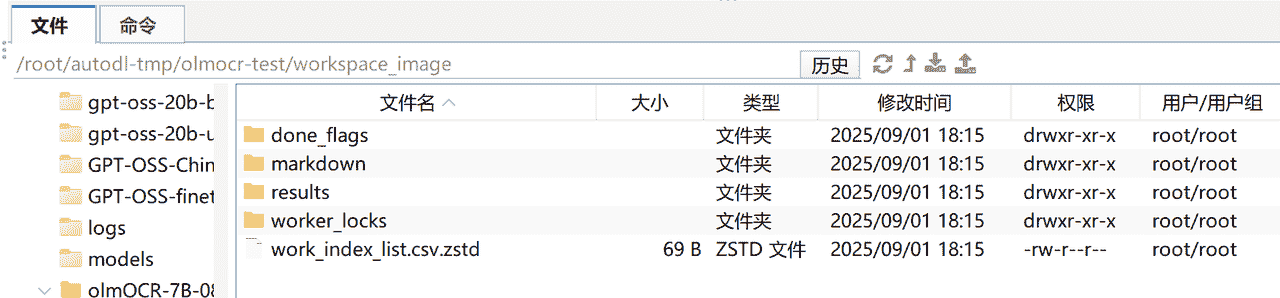 文件 命令
/root/autodl-tmp/olmocr-test/workspace_image 历史
gpt-oss-20b-b
gpt-oss-20b-u
GPT-OSS-Chin
GPT-OSS-finet
logs
models
olmOCR-7B-08
文件名 大小 类型 修改时间 权限 用户/用户组
done_flags 文件夹 2025/09/01 18:15 drwxr-xr-x root/root
markdown 文件夹 2025/09/01 18:15 drwxr-xr-x root/root
results 文件夹 2025/09/01 18:15 drwxr-xr-x root/root
worker_locks 文件夹 2025/09/01 18:15 drwxr-xr-x root/root
work_index_list.csv.zstd 69 B ZSTD 文件 2025/09/01 18:15 -rw-r--r-- root/root